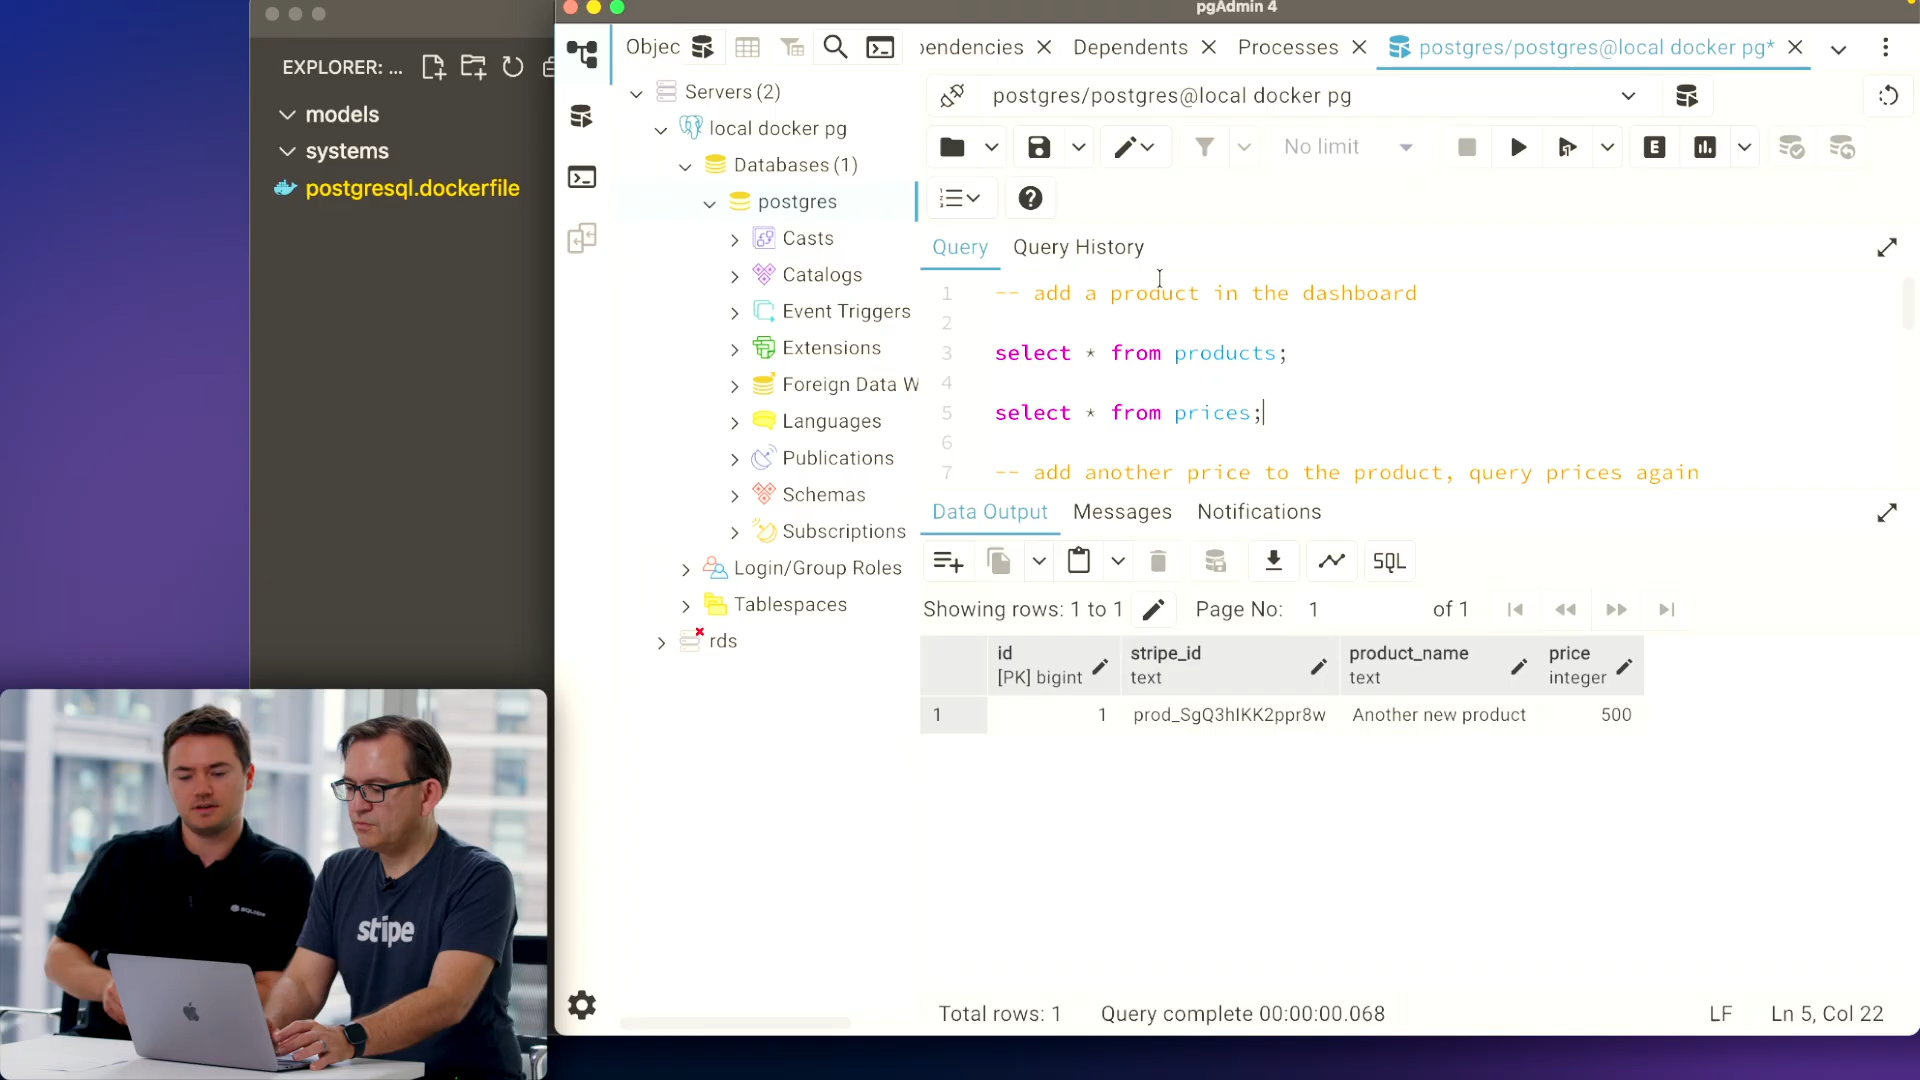 pgAdmin 4
EXPLORER: ...
models
systems
postgresql.dockerfile
Objec
Servers (2)
local docker pg
Databases (1)
postgres
Casts
Catalogs
Event Triggers
Extensions
Foreign Data W
Languages
Publications
Schemas
Subscriptions
Login/Group Roles
Tablespaces
rds
pendencies
Dependents
Processes
postgres/postgres@local docker pg*
postgres/postgres@local docker pg
No limit
E
Query
Query History
1 -- add a product in the dashboard
2
3 select * from products;
4
5 select * from prices;
6
7 -- add another price to the product, query prices again
Data Output
Messages
Notifications
SQL
Showing rows: 1 to 1
Page No: 1 of 1
id [PK] bigint
stripe_id text
product_name text
price integer
1 1 prod_SgQ3hIKK2ppr8w Another new product 500
Total rows: 1
Query complete 00:00:00.068
LF
Ln 5, Col 22
stripe